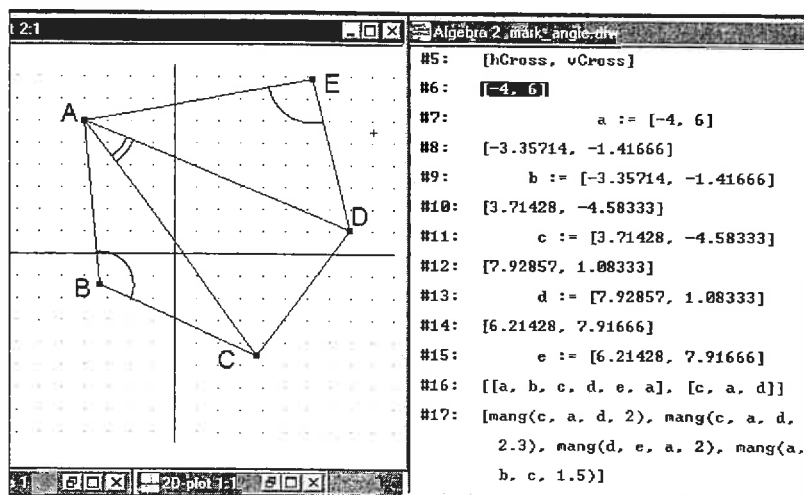 t 2:1
E
A
D
B
C
2D-plot 1:1
Algebra 2 mark_angle.drw
#5: [hCross, vCross]
#6: [-4, 6]
#7: a := [-4, 6]
#8: [-3.35714, -1.41666]
#9: b := [-3.35714, -1.41666]
#10: [3.71428, -4.58333]
#11: c := [3.71428, -4.58333]
#12: [7.92857, 1.08333]
#13: d := [7.92857, 1.08333]
#14: [6.21428, 7.91666]
#15: e := [6.21428, 7.91666]
#16: [[a, b, c, d, e, a], [c, a, d]]
#17: [mang(c, a, d, 2), mang(c, a, d,
2.3), mang(d, e, a, 2), mang(a,
b, c, 1.5)]